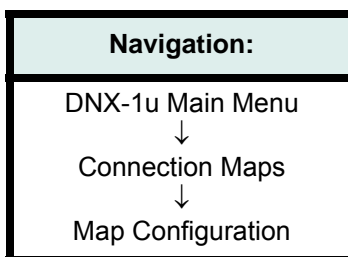 Navigation:
DNX-1u Main Menu
↓
Connection Maps
↓
Map Configuration